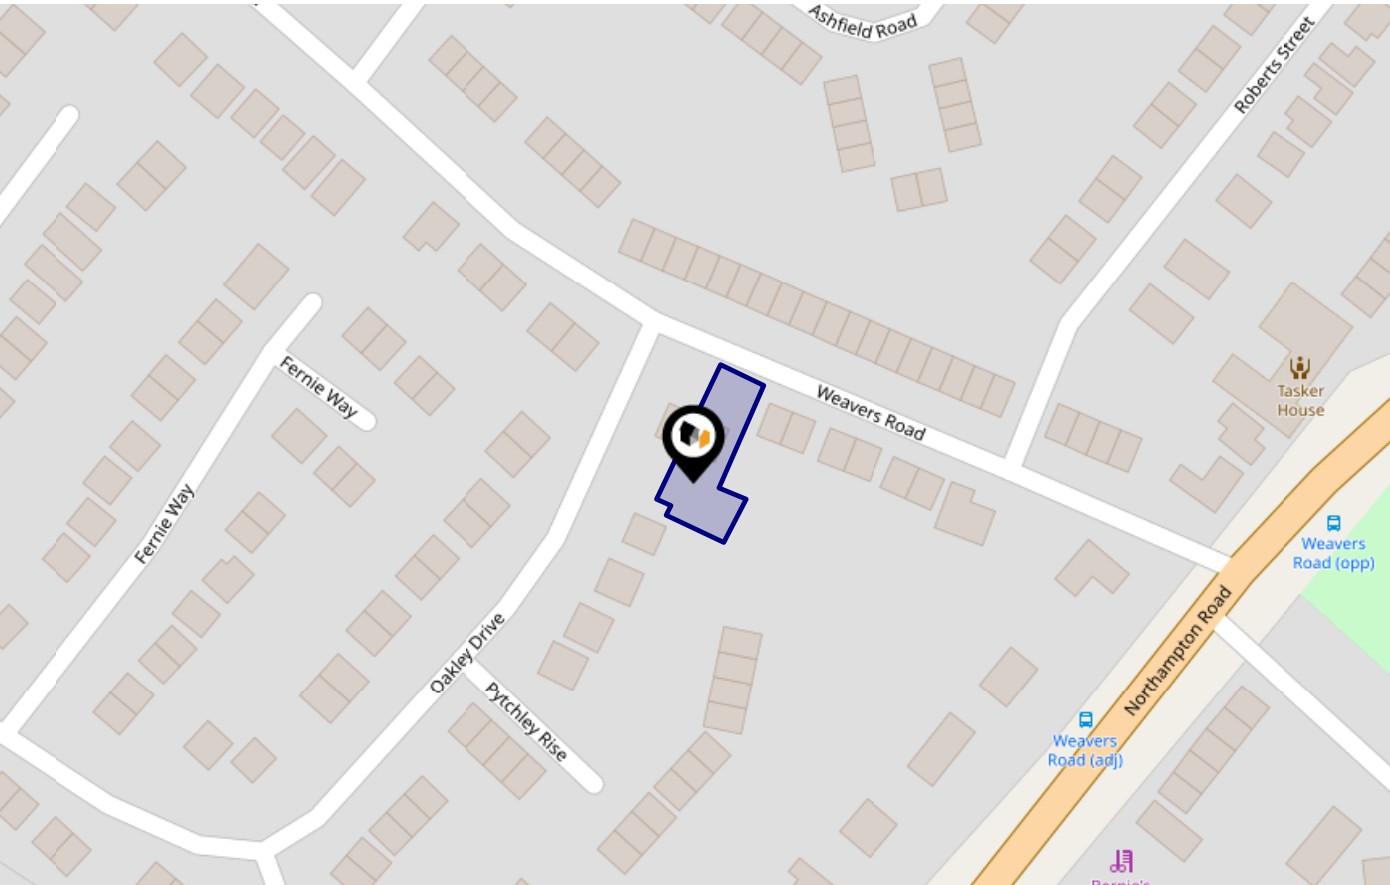 Ashfield Road
Roberts Street
Fernie Way
Weavers Road
Tasker
House
Fernie Way
Weavers
Road (opp)
Northampton Road
Oakley Drive
Pytchley Rise
Weavers
Road (adj)
Bernie's